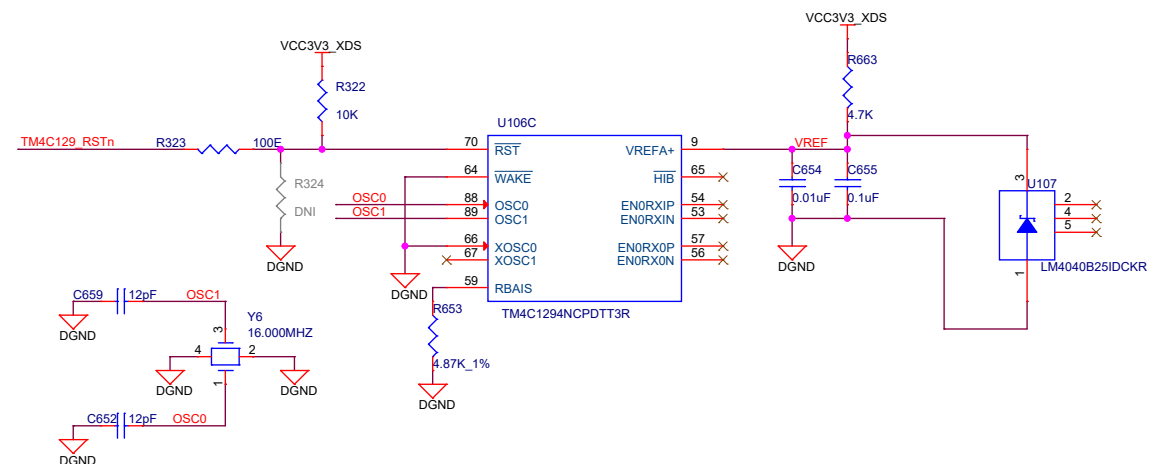 VCC3V3_XDS
VCC3V3_XDS
R322
10K
R663
4.7K
TM4C129_RSTn
R323
100E
R324
DNI
DGND
U106C
70
RST
64
WAKE
OSC0
88
OSC0
OSC1
89
OSC1
66
XOSC0
67
XOSC1
59
RBAIS
VREFA+
9
VREF
HIB
65
EN0RXIP
54
EN0RXIN
53
EN0RX0P
57
EN0RX0N
56
TM4C1294NCPDTT3R
DGND
R653
4.87K_1%
DGND
C654
0.01uF
C655
0.1uF
DGND
3
U107
2
4
5
1
LM4040B25IDCKR
C659
12pF
OSC1
DGND
Y6
16.000MHZ
3
4
2
1
DGND
DGND
C652
12pF
OSC0
DGND